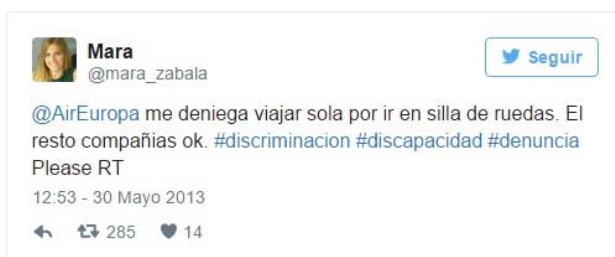 Mara
@mara_zabala
Seguir
@AirEuropa me deniega viajar sola por ir en silla de ruedas. El
resto compañias ok. #discriminacion #discapacidad #denuncia
Please RT
12:53 - 30 Mayo 2013
285 14